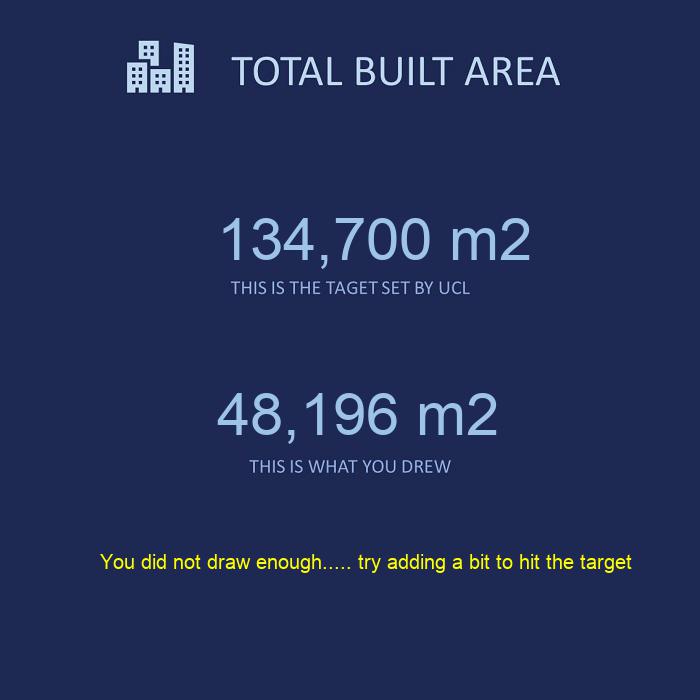 TOTAL BUILT AREA
134,700 m2
THIS IS THE TAGET SET BY UCL
48,196 m2
THIS IS WHAT YOU DREW
You did not draw enough..... try adding a bit to hit the target